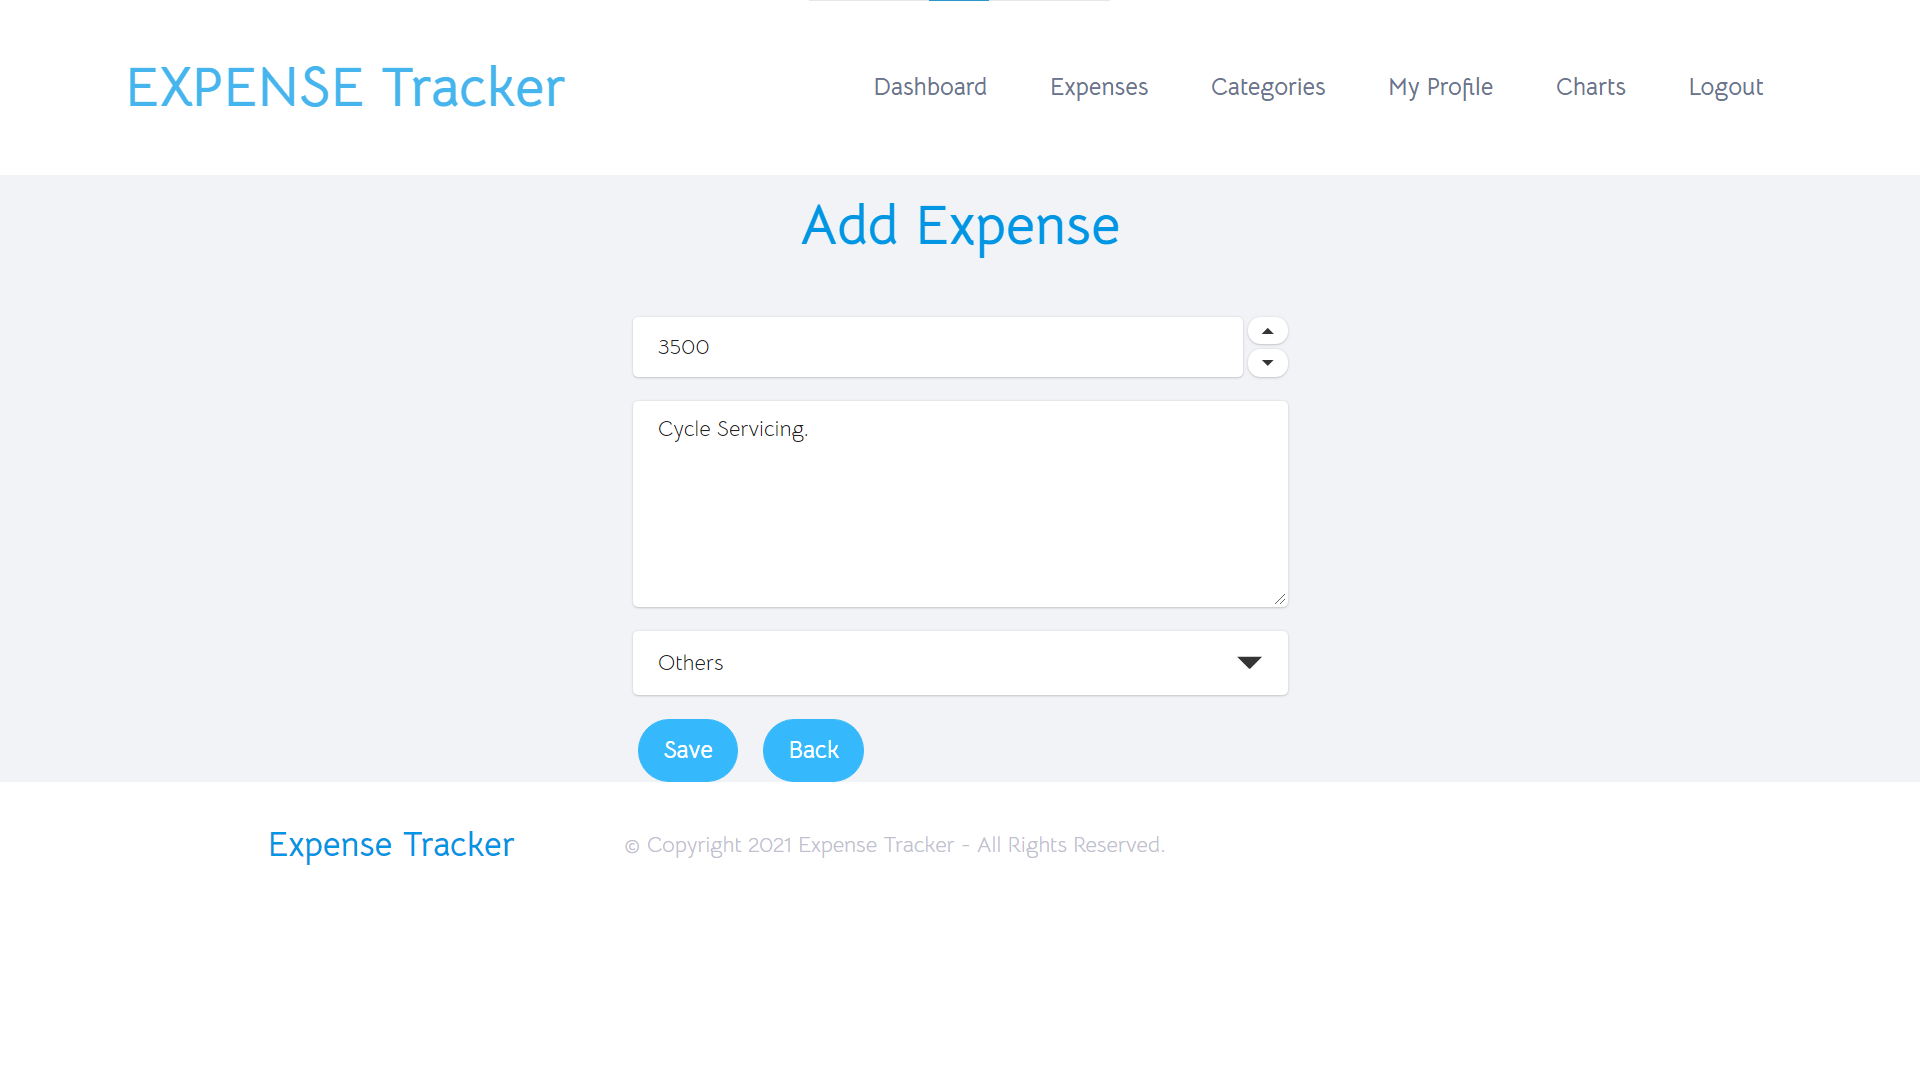 EXPENSE Tracker
Dashboard Expenses Categories My Profile Charts Logout
Add Expense
3500
Cycle Servicing.
Others
Save Back
Expense Tracker © Copyright 2021 Expense Tracker - All Rights Reserved.